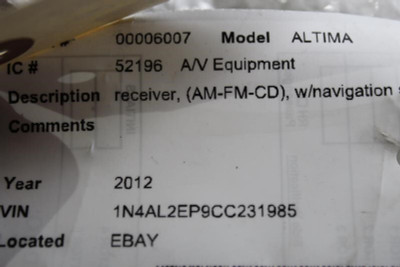 # 00006007 Model ALTIMA
IC # 52196 A/V Equipment
Description receiver, (AM-FM-CD), w/navigation s
Comments
Year 2012
VIN 1N4AL2EP9CC231985
Located EBAY